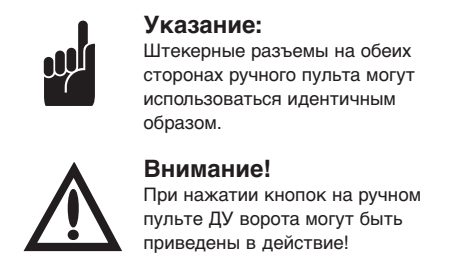 Указание:
Штекерные разъемы на обеих
сторонах ручного пульта могут
использоваться идентичным
образом.
Внимание!
При нажатии кнопок на ручном
пульте ДУ ворота могут быть
приведены в действие!